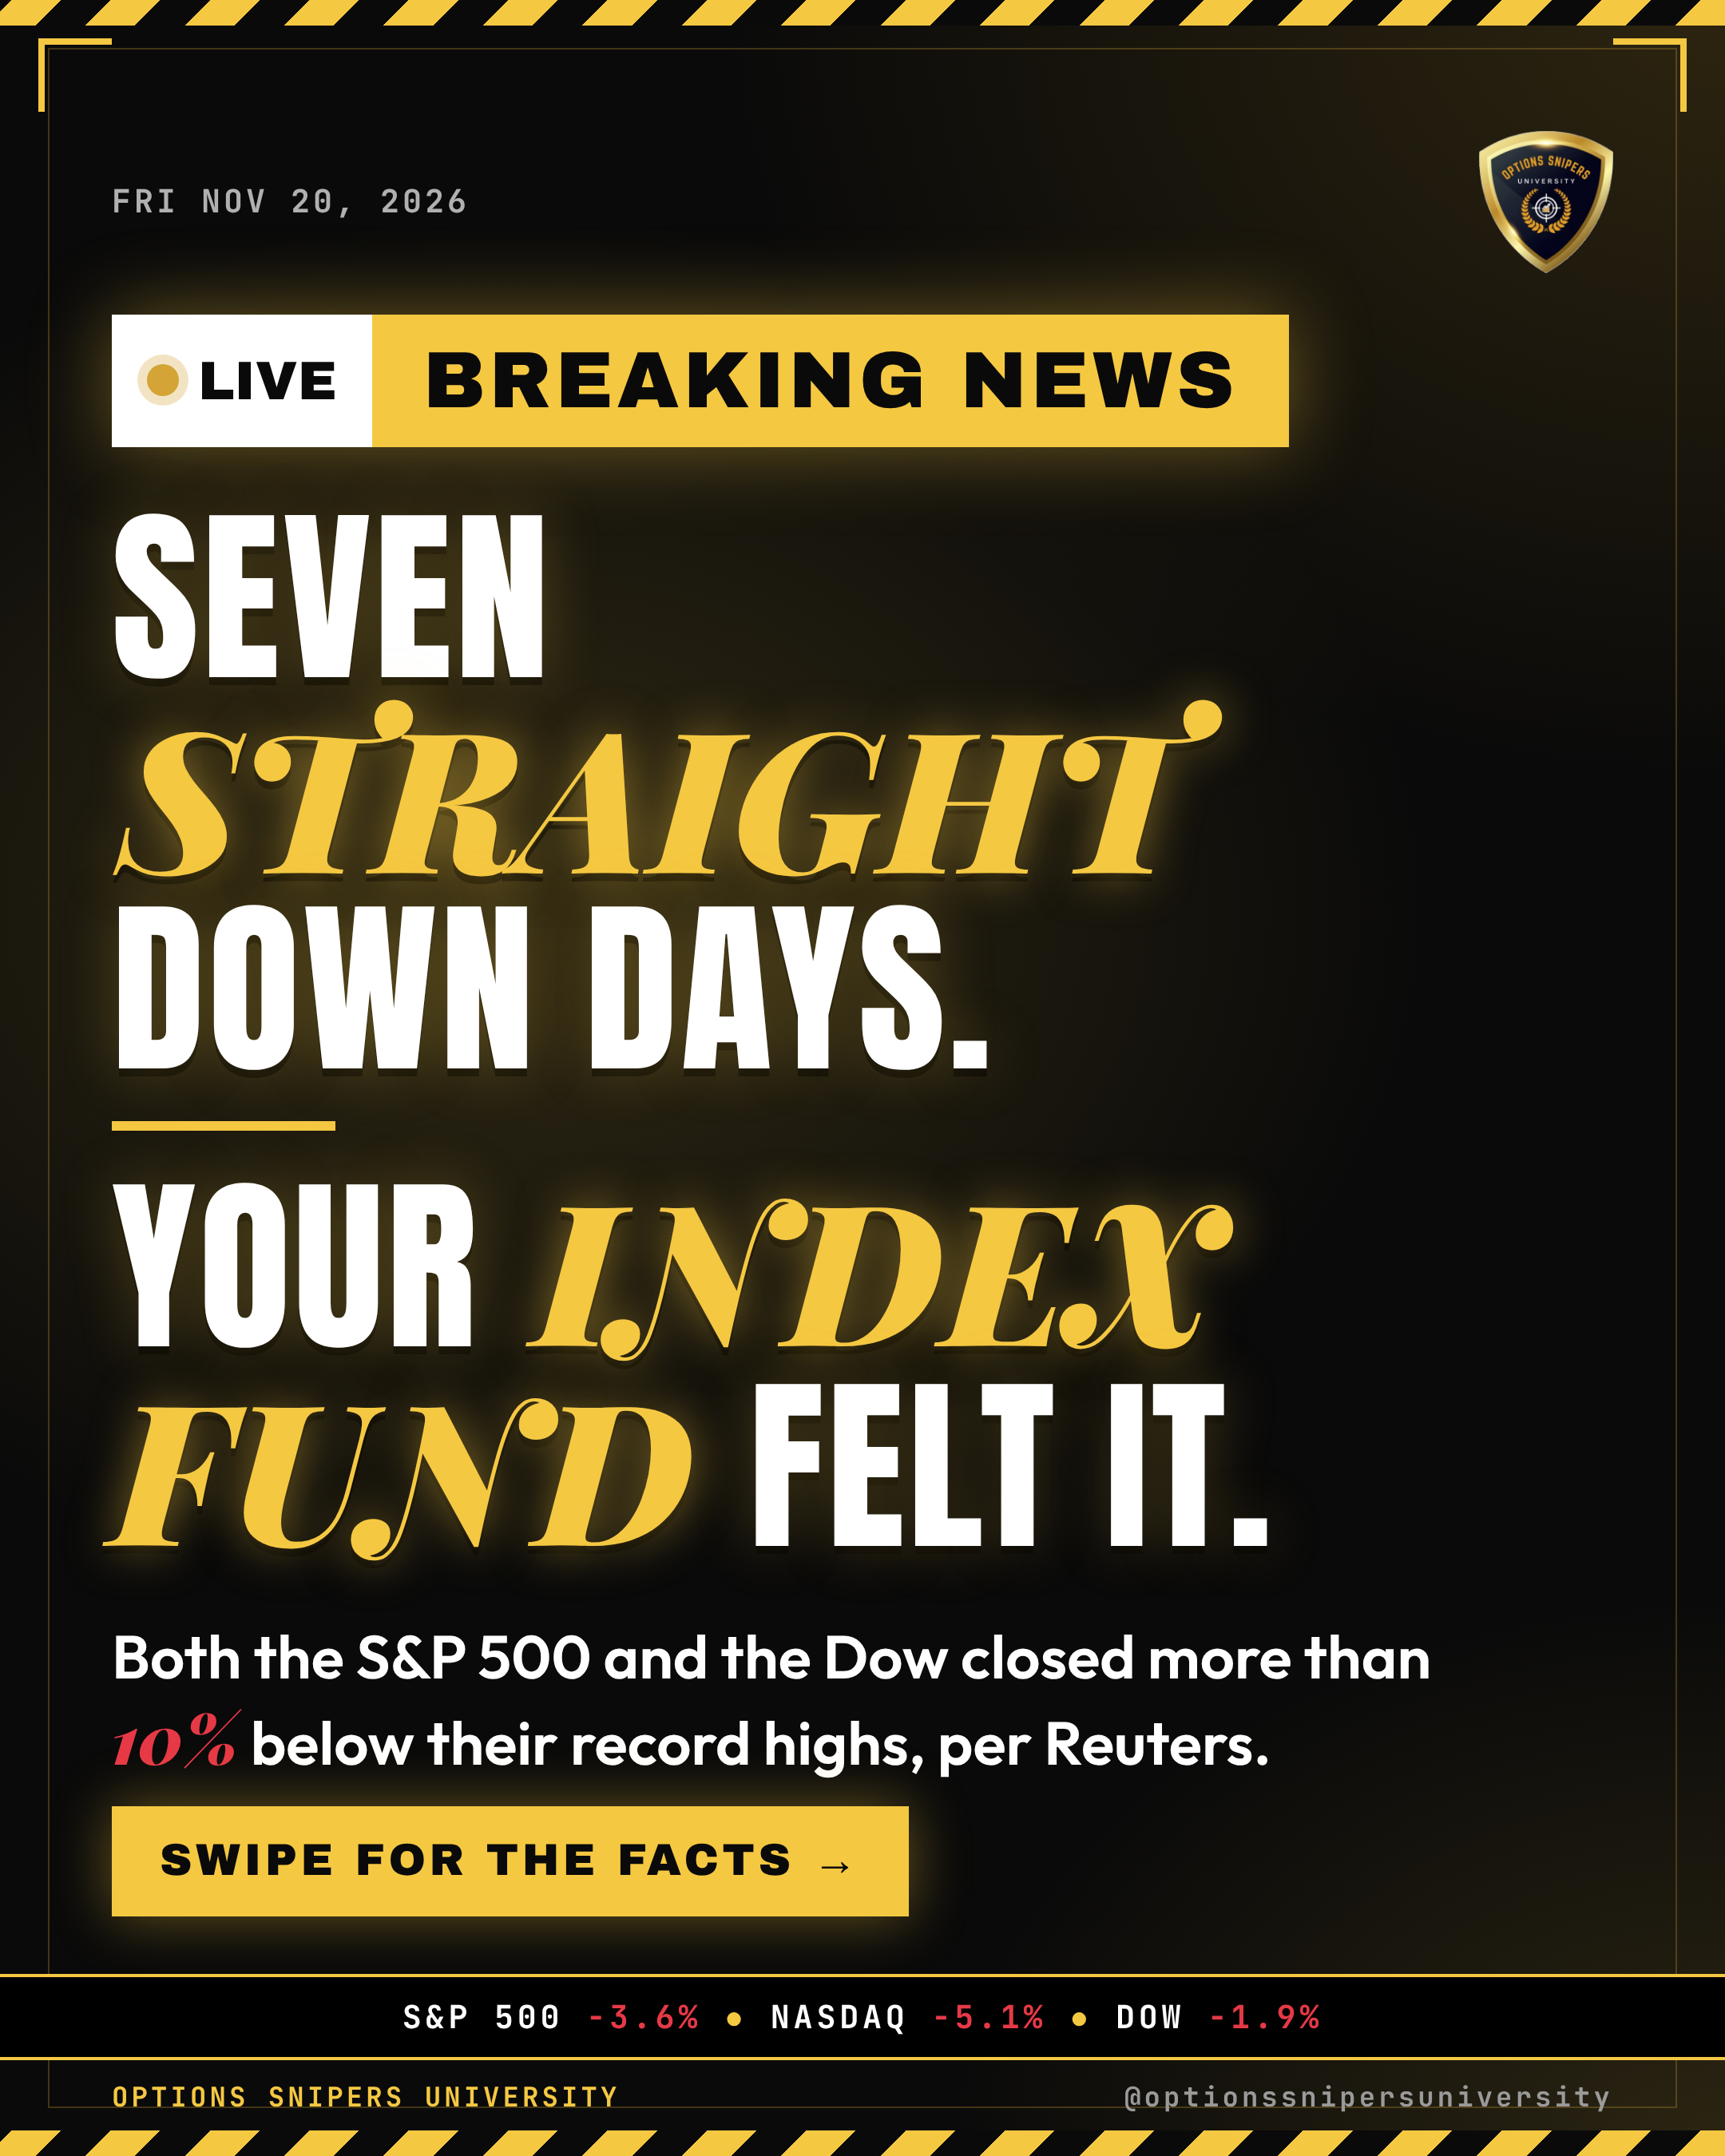 FRI NOV 20, 2026
OPTIONS SNIPERS
UNIVERSITY
LIVE BREAKING NEWS
SEVEN
STRAIGHT
DOWN DAYS.
YOUR INDEX
FUND FELT IT.
Both the S&P 500 and the Dow closed more than
10% below their record highs, per Reuters.
SWIPE FOR THE FACTS →
S&P 500 -3.6% • NASDAQ -5.1% • DOW -1.9%
OPTIONS SNIPERS UNIVERSITY @optionssnipersuniversity